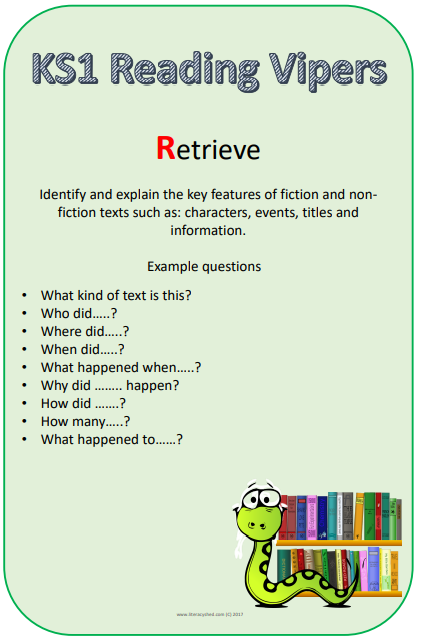 KS1 Reading Vipers
Retrieve
Identify and explain the key features of fiction and non-
fiction texts such as: characters, events, titles and
information.
Example questions
• What kind of text is this?
• Who did…..?
• Where did…..?
• When did…..?
• What happened when…..?
• Why did …….. happen?
• How did …….?
• How many…..?
• What happened to……?
www.literacyshed.com (C) 2017